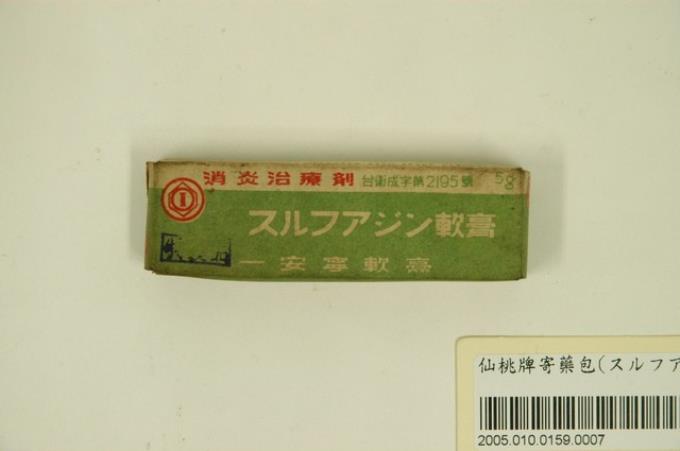 消炎治療劑 台衛成字第2195號 5g
I
スルフアジン軟膏
一安寧軟膏
仙桃牌寄藥包(スルフア
2005.010.0159.0007